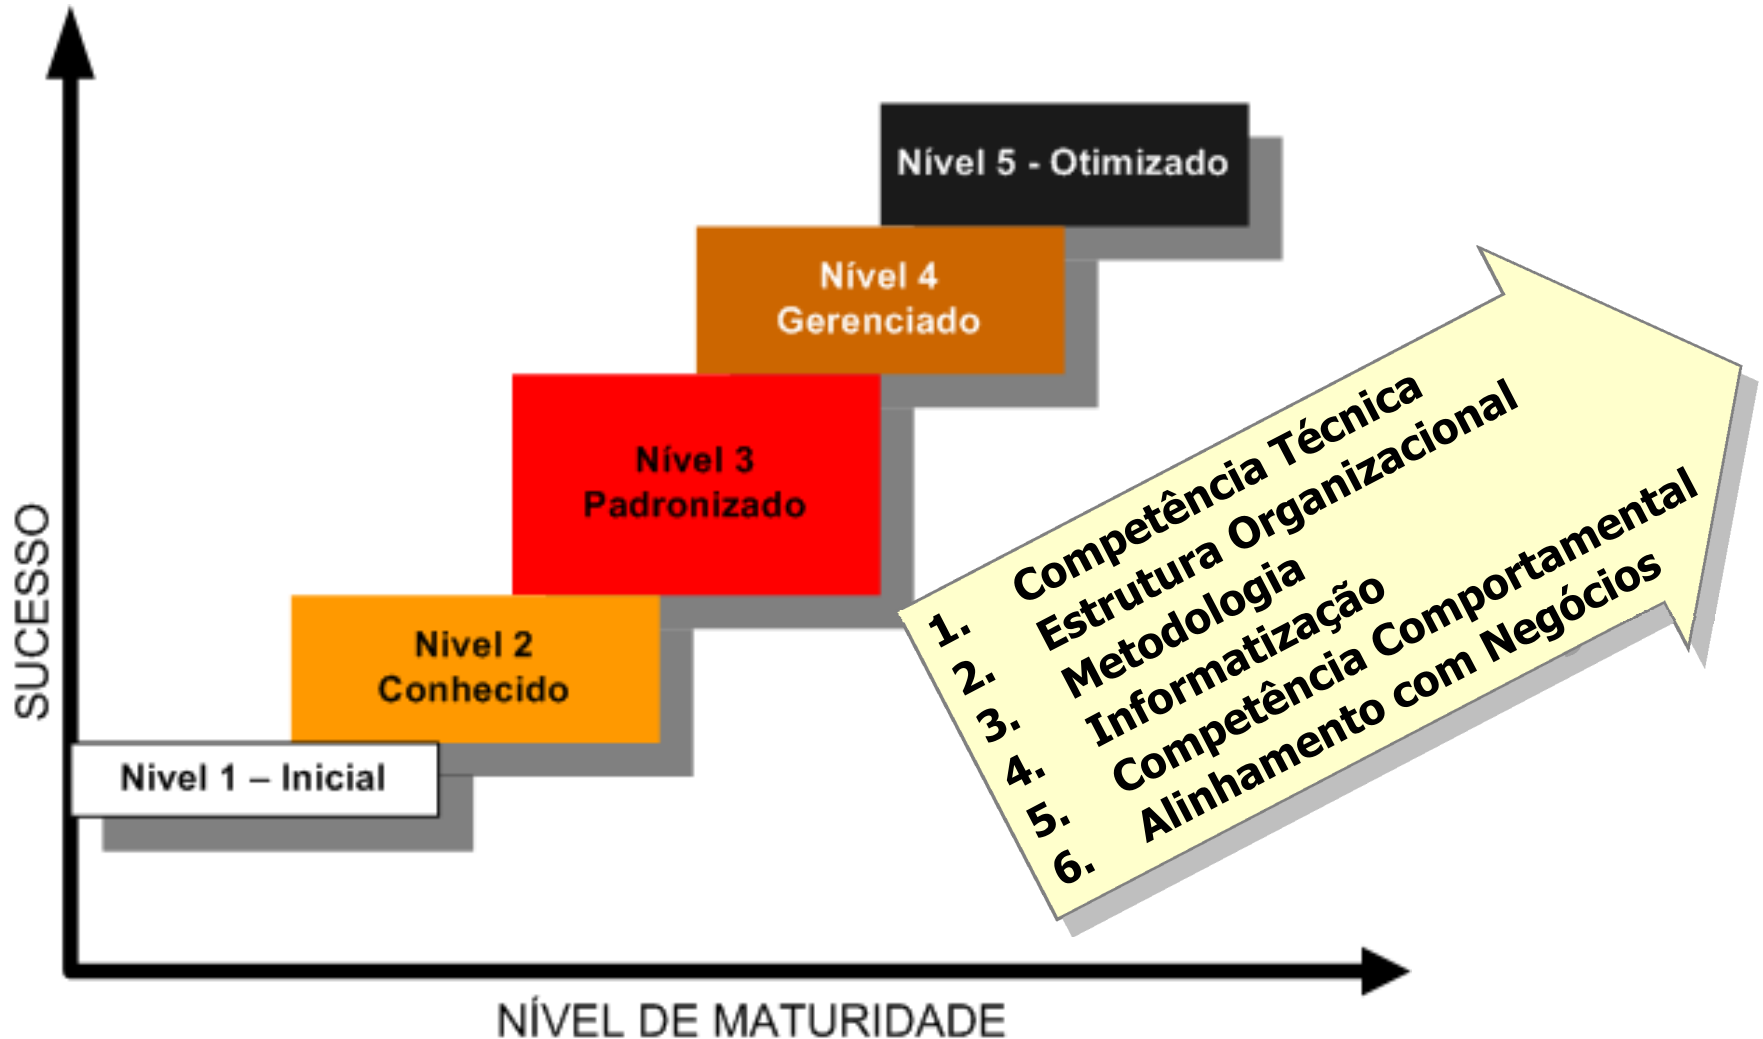 Nível 5 - Otimizado
Nível 4
Gerenciado
Nível 3
Padronizado
Nivel 2
Conhecido
Nivel 1 – Inicial
1. Competência Técnica
2. Estrutura Organizacional
3. Metodologia
4. Informatização
5. Competência Comportamental
6. Alinhamento com Negócios
SUCESSO
NÍVEL DE MATURIDADE